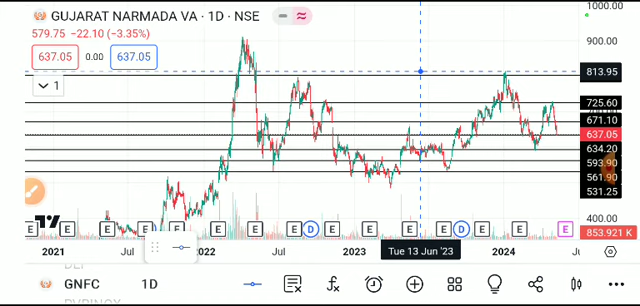 GUJARAT NARMADA VA · 1D · NSE
579.75 −22.10 (−3.35%)
637.05 0.00 637.05
1
1000.00
900.00
813.95
725.60
671.10
637.05
634.20
593.90
561.90
531.25
400.00
853.921 K
E E E E E E E E D E E E E D E E E
2021 Jul 2022 Jul 2023 Tue 13 Jun '23 2024
GNFC 1D